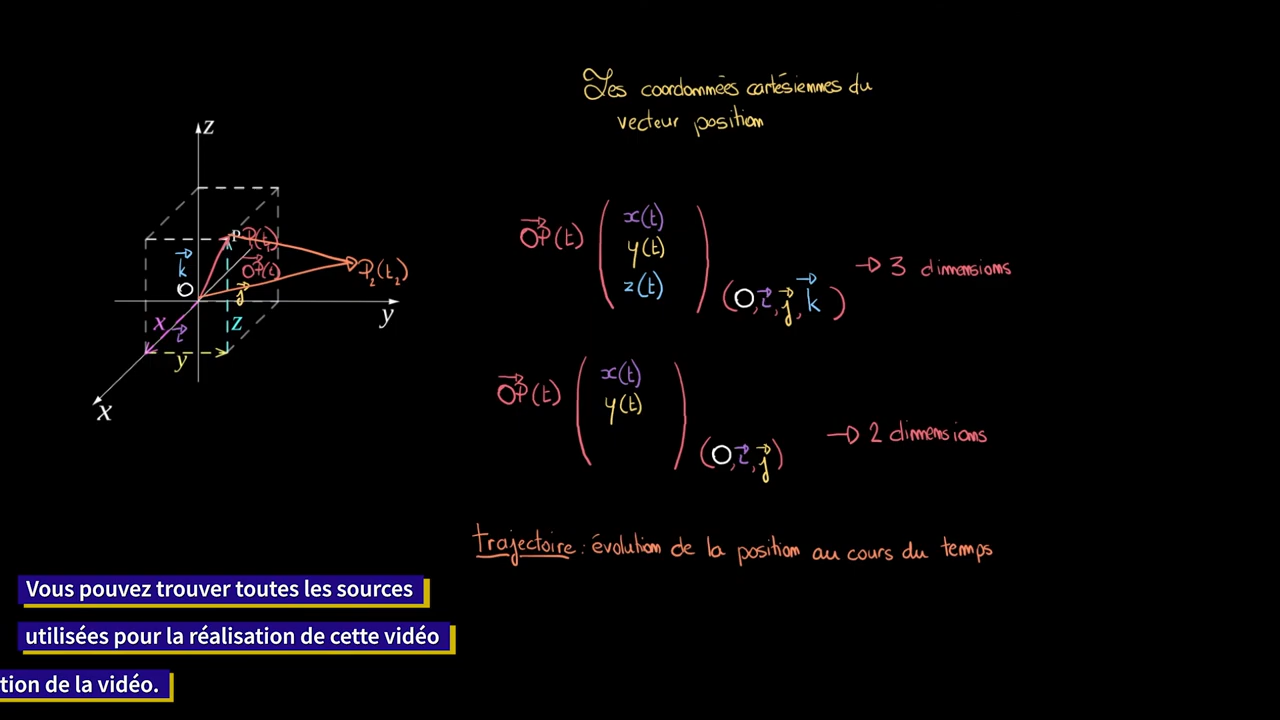 Les coordonnées cartésiennes du
vecteur position
z
P
P(t₁)
k
OP(t)
P₂(t₂)
O
j
y
x
i
z
y
x
OP(t)
x(t)
y(t)
z(t)
(O, i, j, k)
→ 3 dimensions
OP(t)
x(t)
y(t)
(O, i, j)
→ 2 dimensions
trajectoire : évolution de la position au cours du temps
Vous pouvez trouver toutes les sources
utilisées pour la réalisation de cette vidéo
tion de la vidéo.